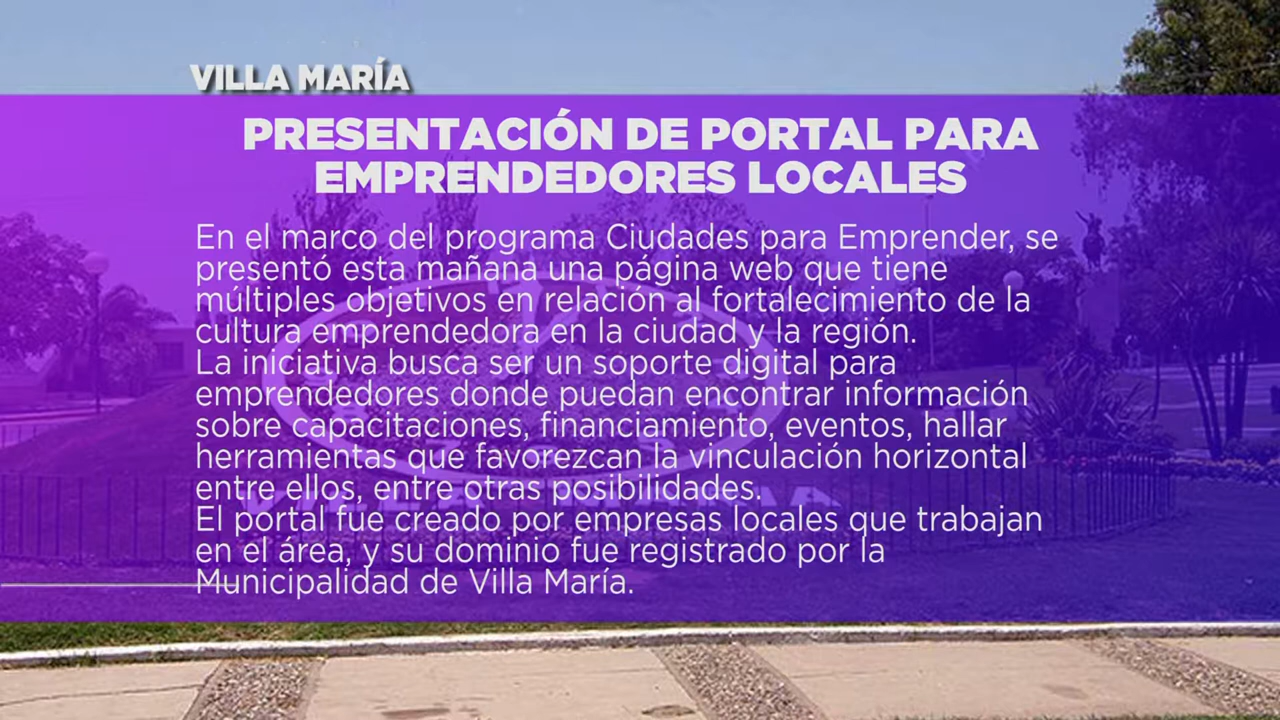 VILLA MARÍA
PRESENTACIÓN DE PORTAL PARA
EMPRENDEDORES LOCALES
En el marco del programa Ciudades para Emprender, se
presentó esta mañana una página web que tiene
múltiples objetivos en relación al fortalecimiento de la
cultura emprendedora en la ciudad y la región.
La iniciativa busca ser un soporte digital para
emprendedores donde puedan encontrar información
sobre capacitaciones, financiamiento, eventos, hallar
herramientas que favorezcan la vinculación horizontal
entre ellos, entre otras posibilidades.
El portal fue creado por empresas locales que trabajan
en el área, y su dominio fue registrado por la
Municipalidad de Villa María.